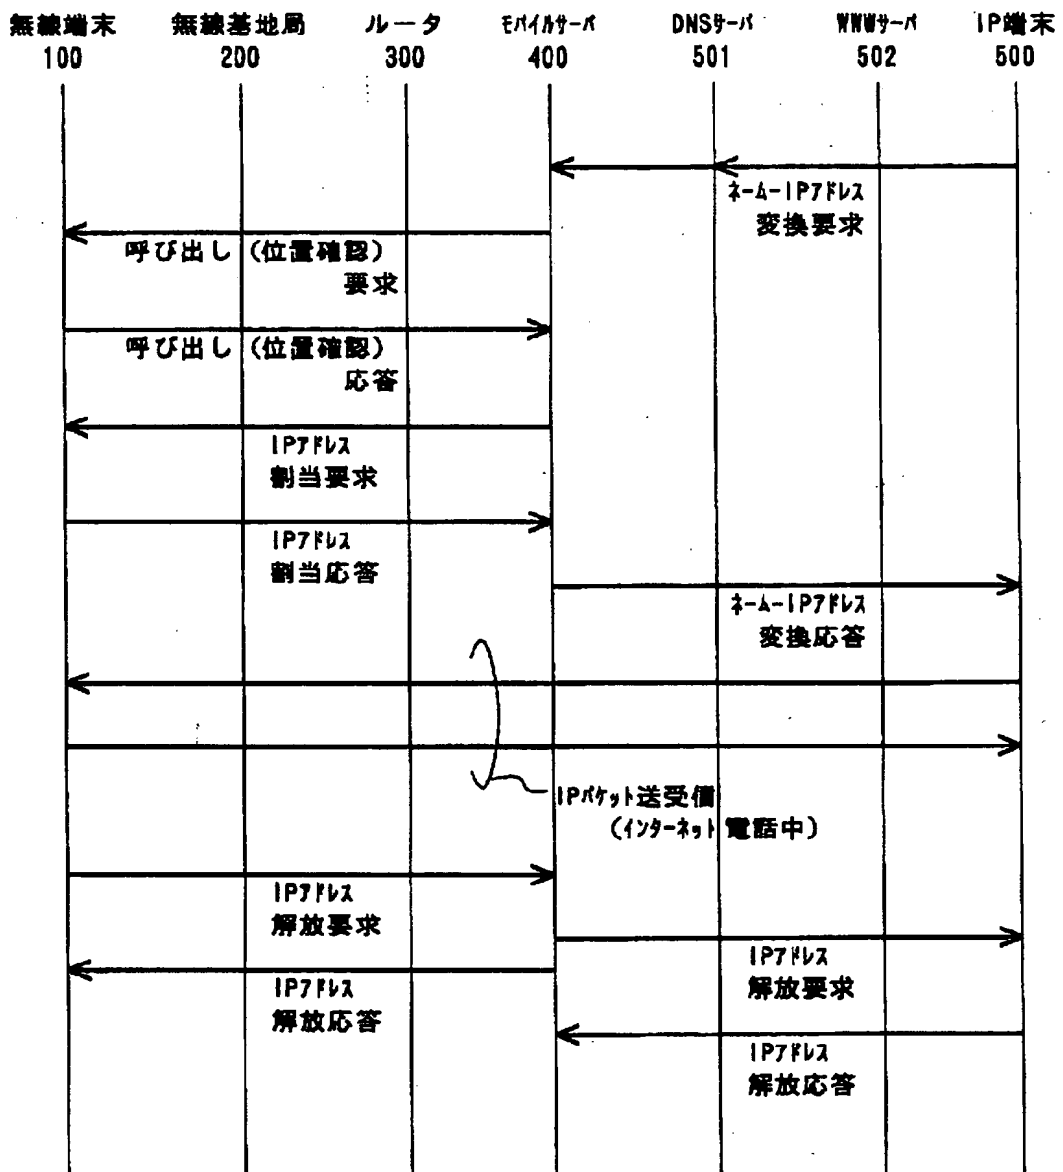 無線端末 無線基地局 ルータ モバイルサーバ DNSサーバ WWWサーバ IP端末
100 200 300 400 501 502 500
ネーム-IPアドレス
変換要求
呼び出し(位置確認)
要求
呼び出し(位置確認)
応答
IPアドレス
割当要求
IPアドレス
割当応答
ネーム-IPアドレス
変換応答
IPパケット送受信
(インターネット電話中)
IPアドレス
解放要求
IPアドレス
解放要求
IPアドレス
解放応答
IPアドレス
解放応答